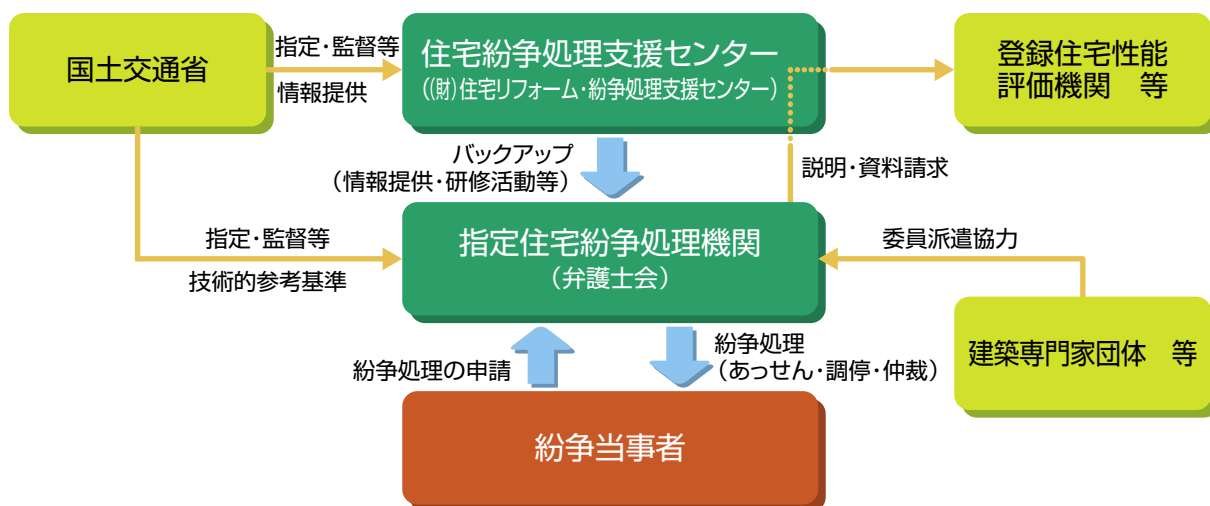 国土交通省
指定・監督等
情報提供
住宅紛争処理支援センター
((財)住宅リフォーム・紛争処理支援センター)
登録住宅性能
評価機関　等
バックアップ
(情報提供・研修活動等)
説明・資料請求
指定・監督等
技術的参考基準
指定住宅紛争処理機関
(弁護士会)
委員派遣協力
建築専門家団体　等
紛争処理の申請
紛争処理
(あっせん・調停・仲裁)
紛争当事者